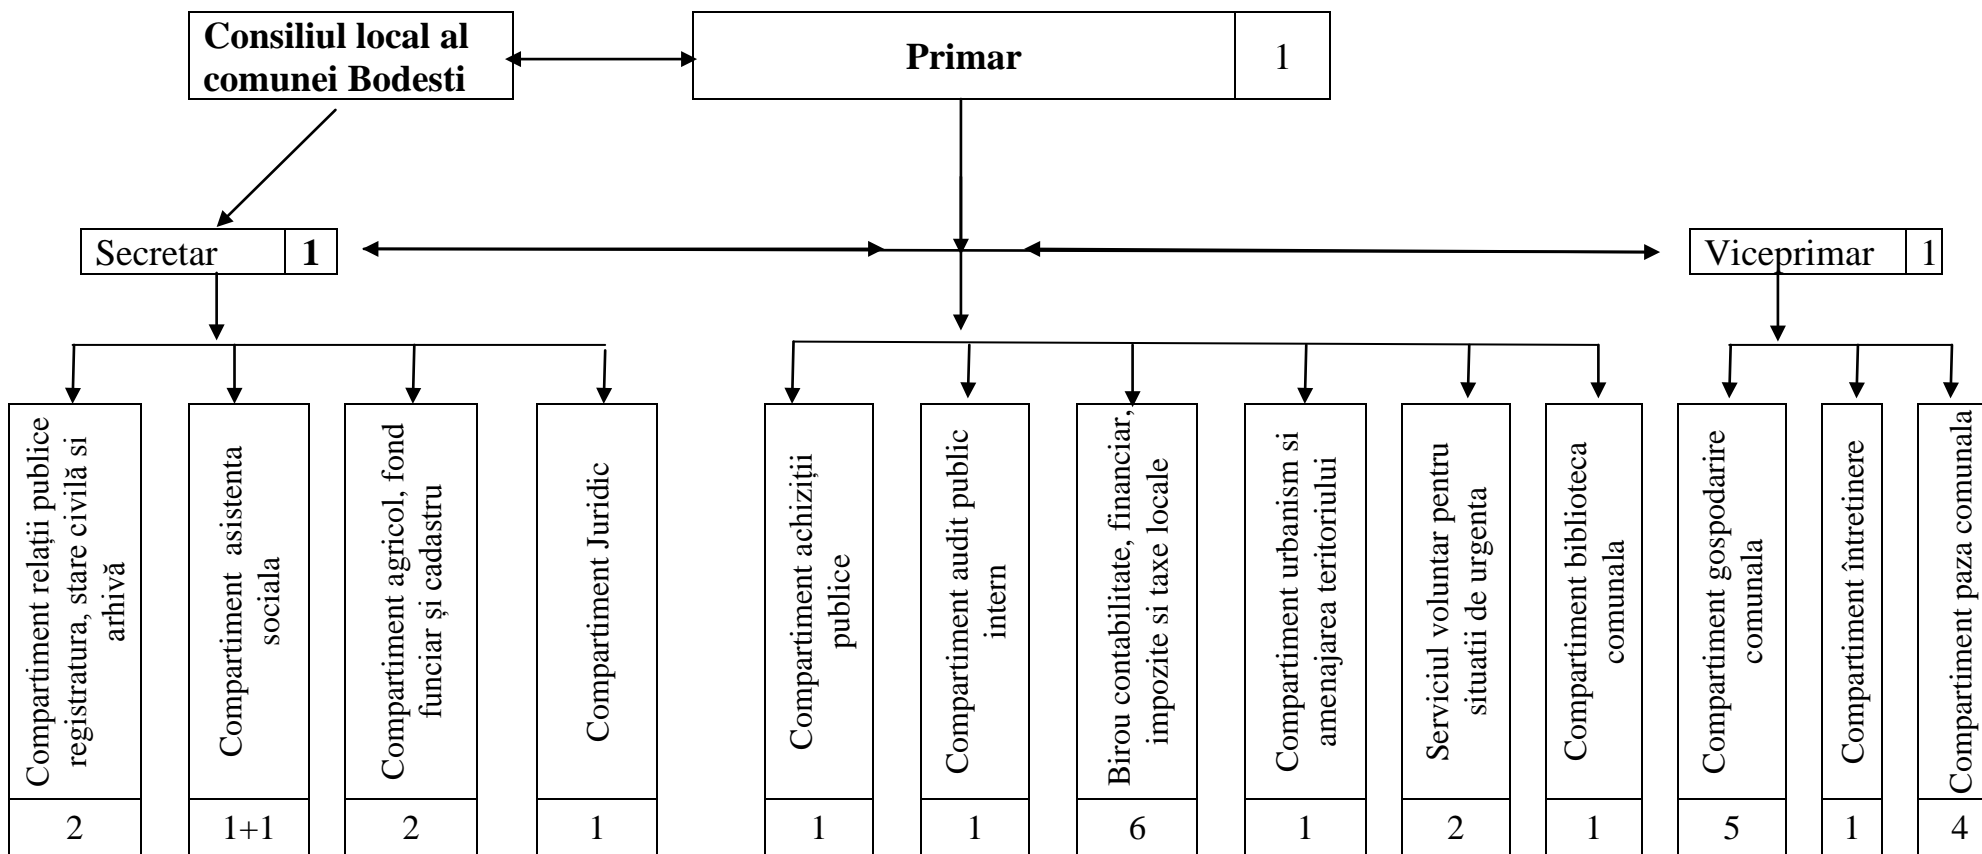 Consiliul local al
comunei Bodesti
Primar
1
Secretar
1
Viceprimar
1
Compartiment relații publice
registratura, stare civilă si
arhivă
2
Compartiment asistenta
sociala
1+1
Compartiment agricol, fond
funciar și cadastru
2
Compartiment Juridic
1
Compartiment achiziții
publice
1
Compartiment audit public
intern
1
Birou contabilitate, financiar,
impozite si taxe locale
6
Compartiment urbanism si
amenajarea teritoriului
1
Serviciul voluntar pentru
situatii de urgenta
2
Compartiment biblioteca
comunala
1
Compartiment gospodarire
comunala
5
Compartiment întretinere
1
Compartiment paza comunala
4